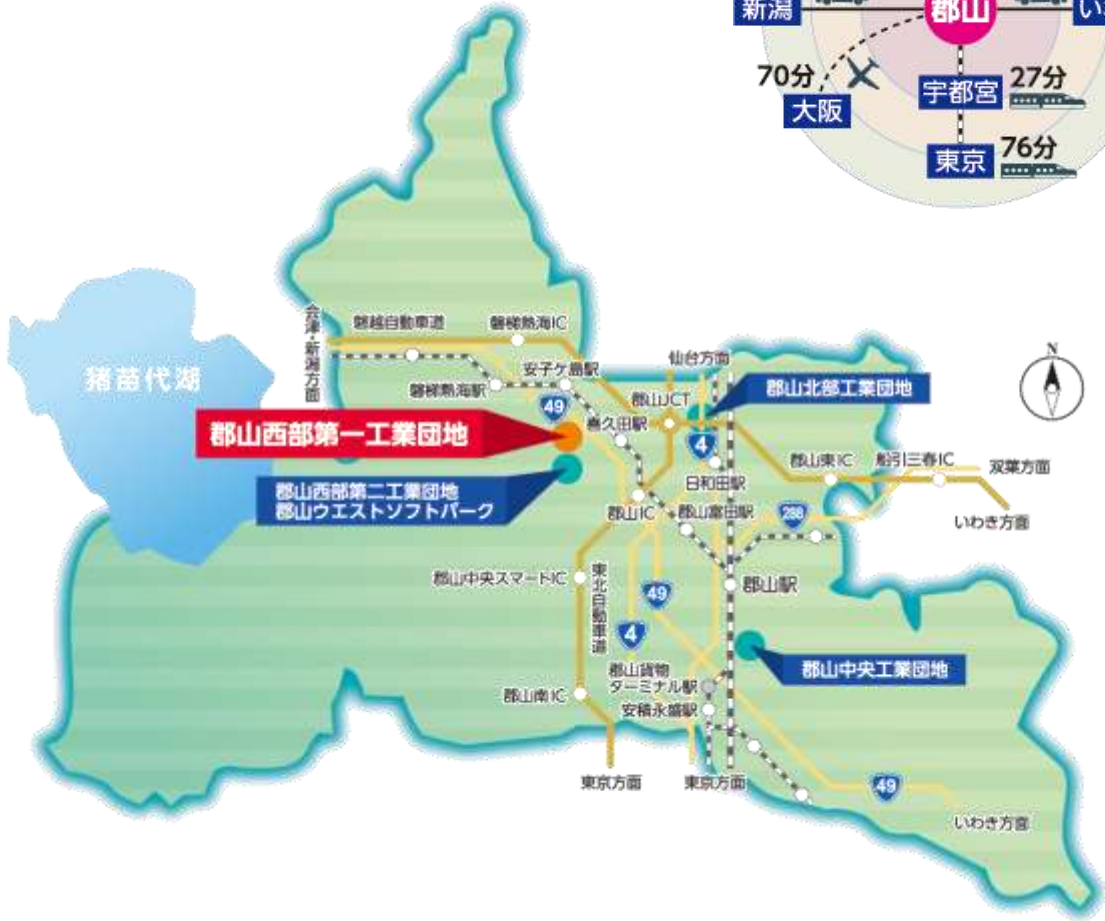 新潟
郡山
い
70分
大阪
宇都宮
27分
東京
76分
会津・新潟方面
磐越自動車道
磐梯熱海IC
仙台方面
猪苗代湖
安子ケ島駅
磐梯熱海駅
N
49
郡山JCT
郡山北部工業団地
喜久田駅
郡山西部第一工業団地
4
郡山東IC
船引三春IC
双葉方面
日和田駅
郡山西部第二工業団地
郡山ウエストソフトパーク
郡山IC
郡山富田駅
288
いわき方面
郡山中央スマートIC
東北自動車道
49
郡山駅
4
郡山中央工業団地
郡山貨物
ターミナル駅
郡山南IC
安積永盛駅
東京方面
東京方面
49
いわき方面